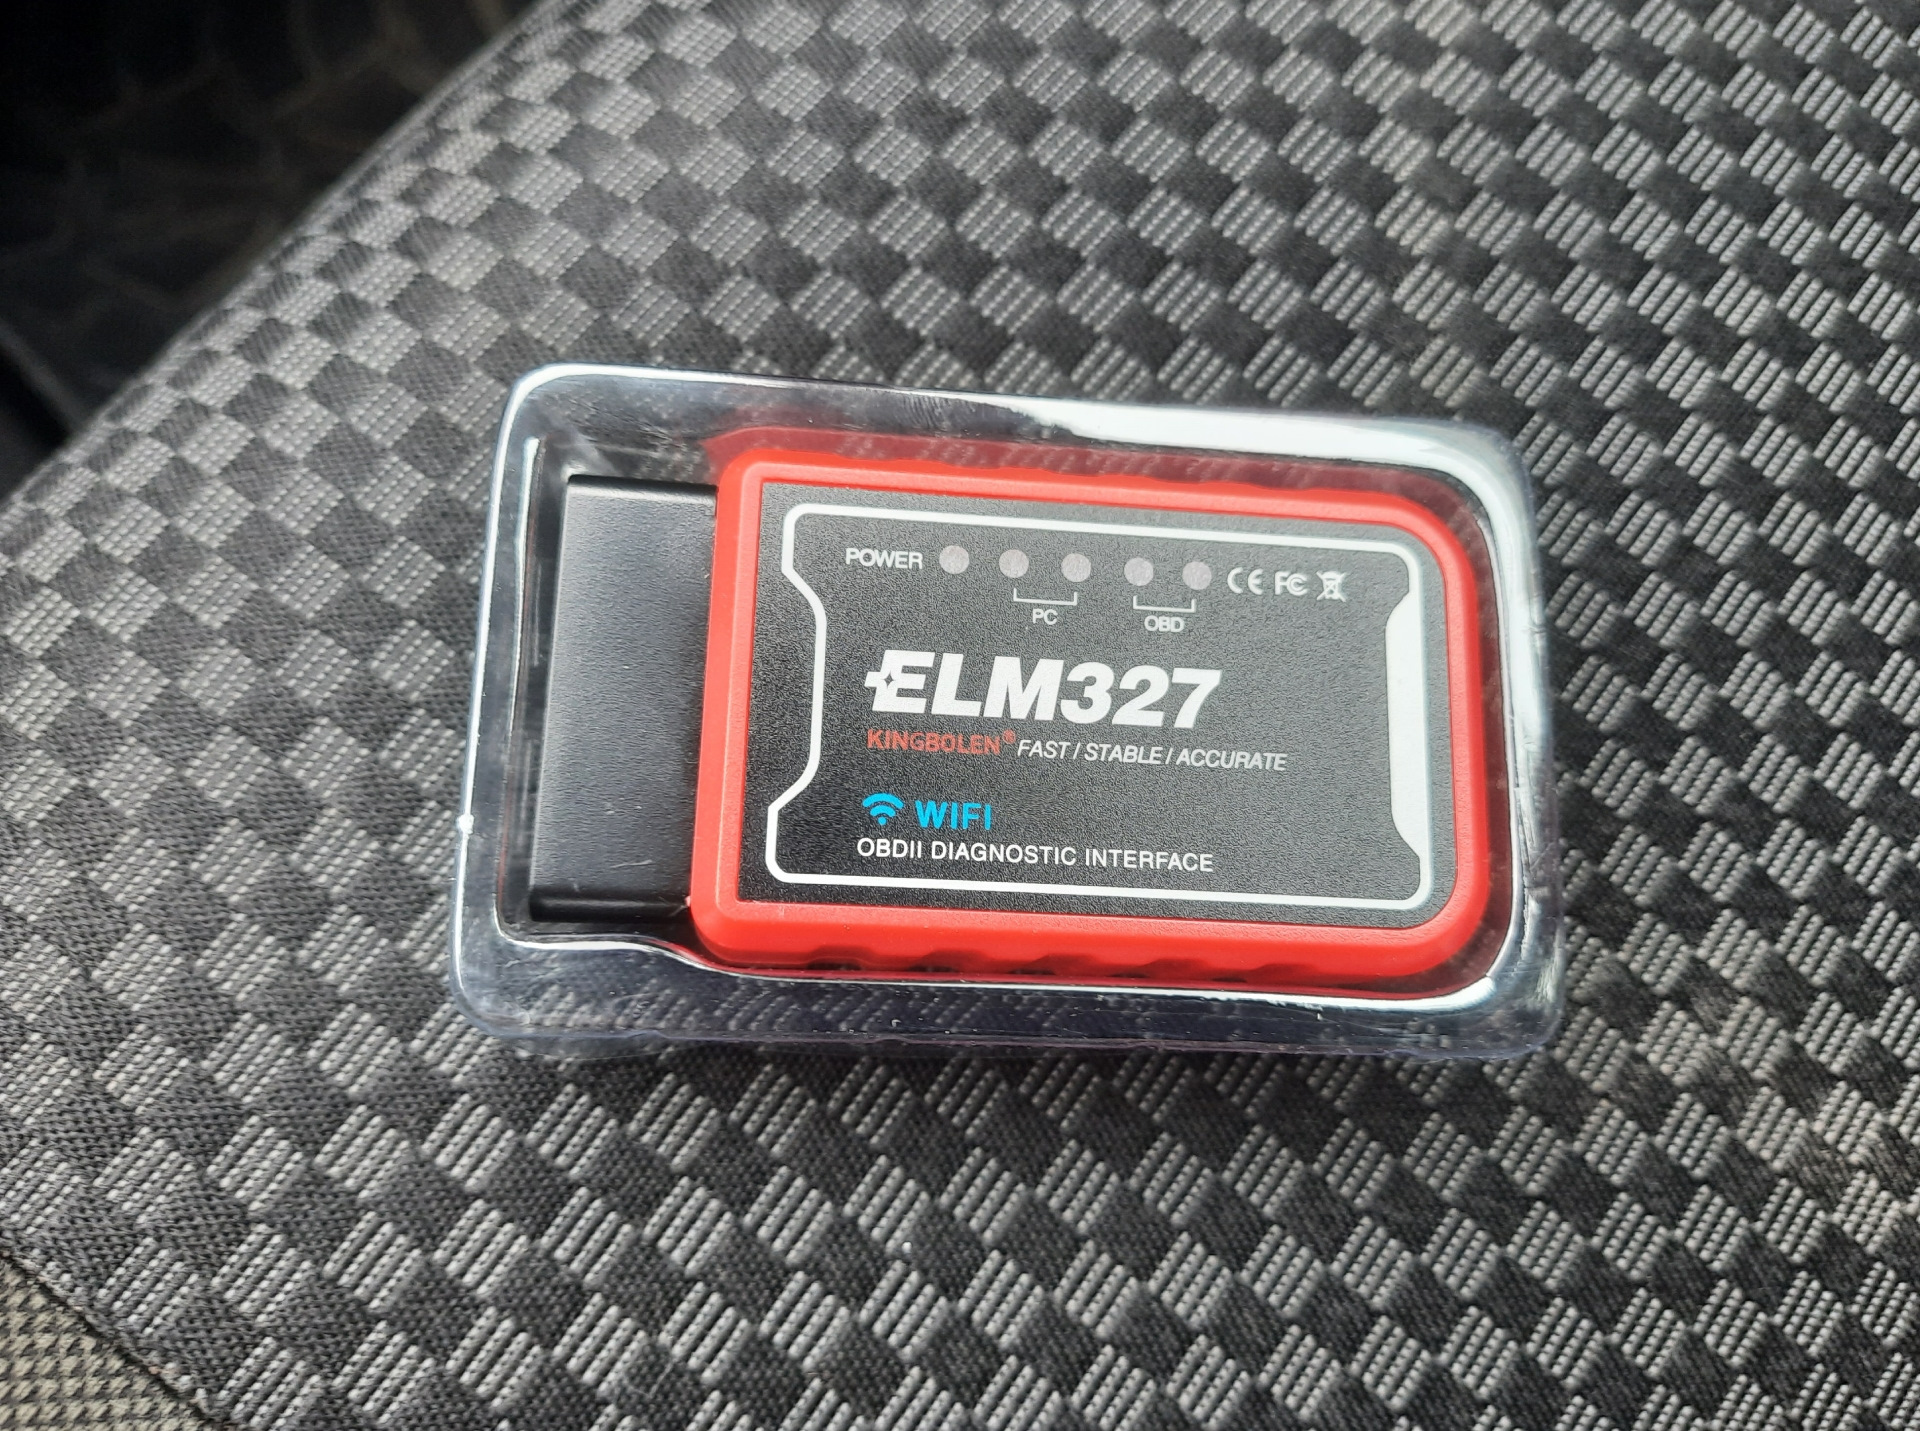 POWER CE FC
PC OBD
ELM327
KINGBOLEN® FAST / STABLE / ACCURATE
WIFI
OBDII DIAGNOSTIC INTERFACE